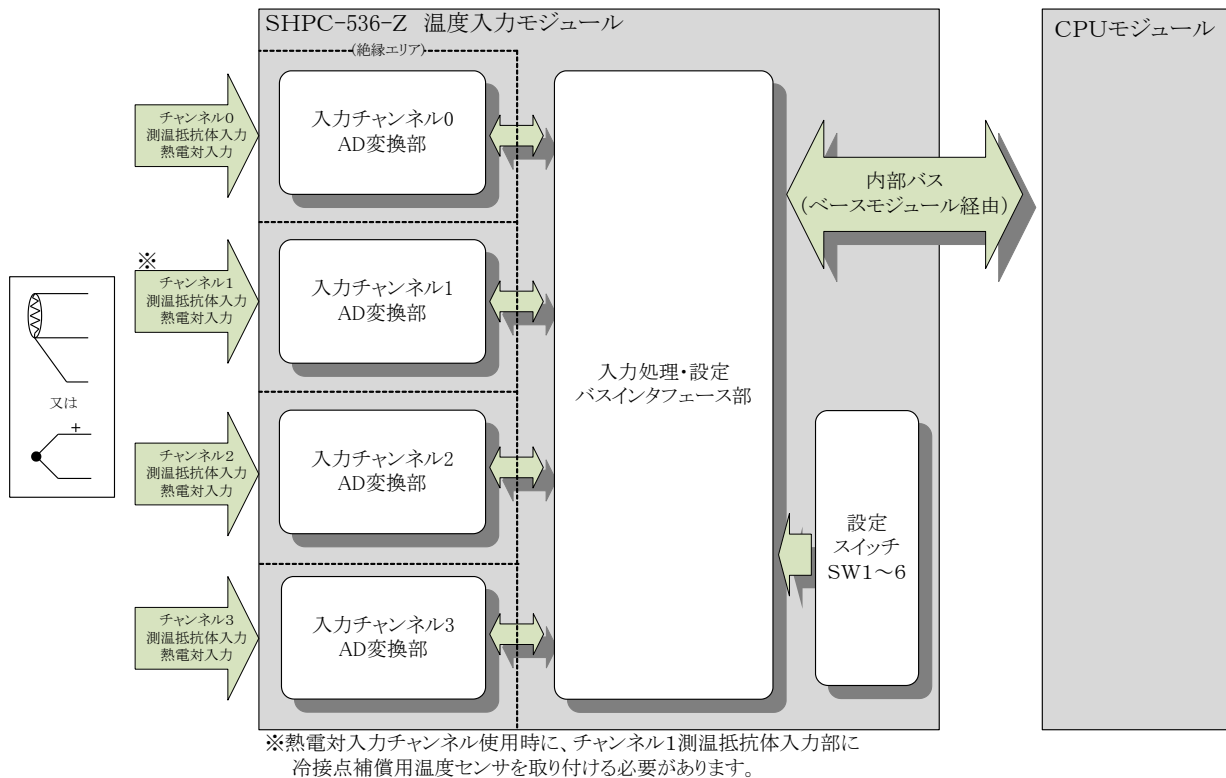 SHPC-536-Z 温度入力モジュール
CPUモジュール
(絶縁エリア)
チャンネル0
測温抵抗体入力
熱電対入力
入力チャンネル0
AD変換部
内部バス
(ベースモジュール経由)
※
チャンネル1
測温抵抗体入力
熱電対入力
入力チャンネル1
AD変換部
入力処理・設定
バスインタフェース部
又は
+
チャンネル2
測温抵抗体入力
熱電対入力
入力チャンネル2
AD変換部
設定
スイッチ
SW1~6
チャンネル3
測温抵抗体入力
熱電対入力
入力チャンネル3
AD変換部
※熱電対入力チャンネル使用時に、チャンネル1測温抵抗体入力部に
冷接点補償用温度センサを取り付ける必要があります。